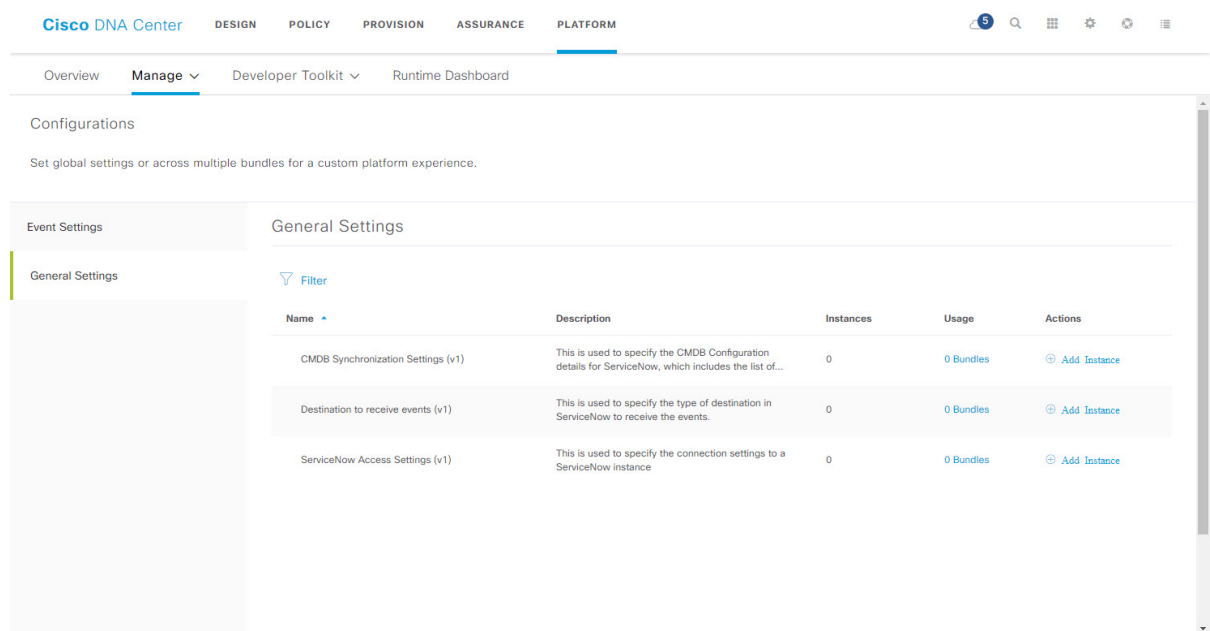 Cisco DNA Center DESIGN POLICY PROVISION ASSURANCE PLATFORM 5
Overview Manage Developer Toolkit Runtime Dashboard
Configurations
Set global settings or across multiple bundles for a custom platform experience.
Event Settings
General Settings
General Settings
Filter
Name Description Instances Usage Actions
CMDB Synchronization Settings (v1) This is used to specify the CMDB Configuration
details for ServiceNow, which includes the list of... 0 0 Bundles Add Instance
Destination to receive events (v1) This is used to specify the type of destination in
ServiceNow to receive the events. 0 0 Bundles Add Instance
ServiceNow Access Settings (v1) This is used to specify the connection settings to a
ServiceNow instance 0 0 Bundles Add Instance